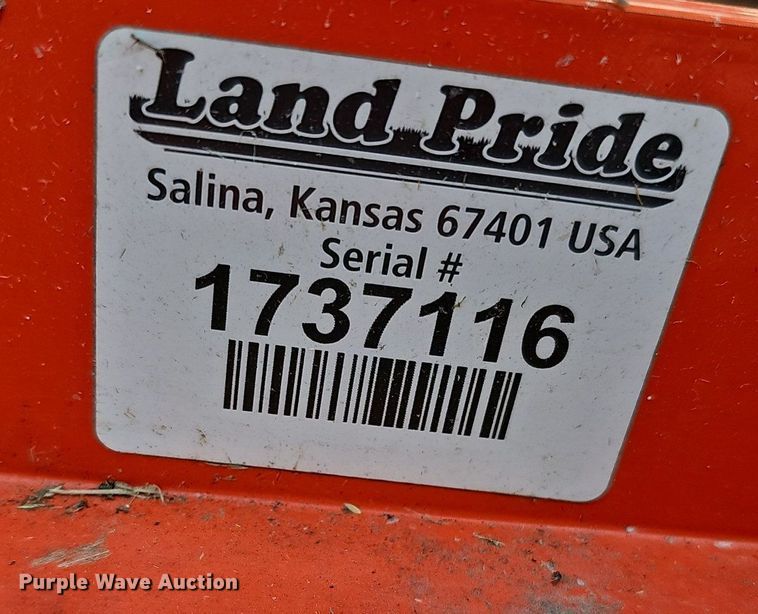 Land Pride
Salina, Kansas 67401 USA
Serial #
1737116
Purple Wave Auction